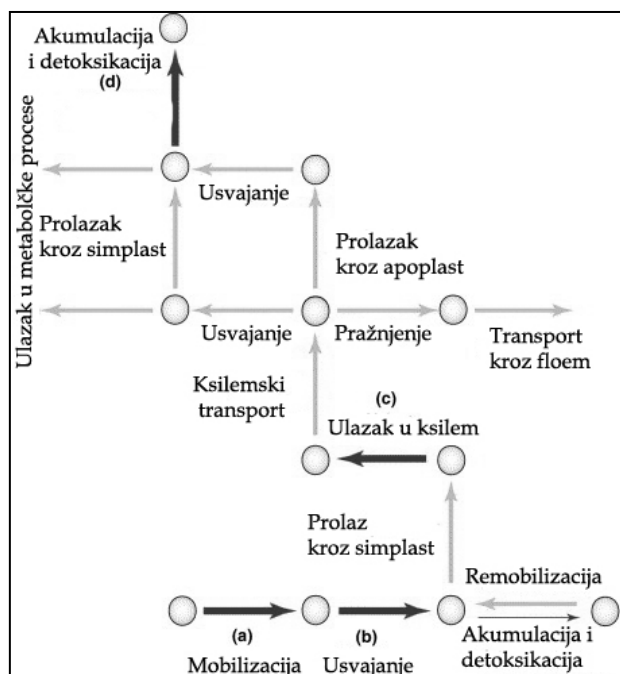 Akumulacija
i detoksikacija
(d)
Ulazak u metabolčke procese
Usvajanje
Prolazak
kroz simplast
Prolazak
kroz apoplast
Usvajanje
Pražnjenje
Transport
kroz floem
Ksilemski
transport
(c)
Ulazak u ksilem
Prolaz
kroz simplast
Remobilizacija
Akumulacija i
detoksikacija
(a)
Mobilizacija
(b)
Usvajanje